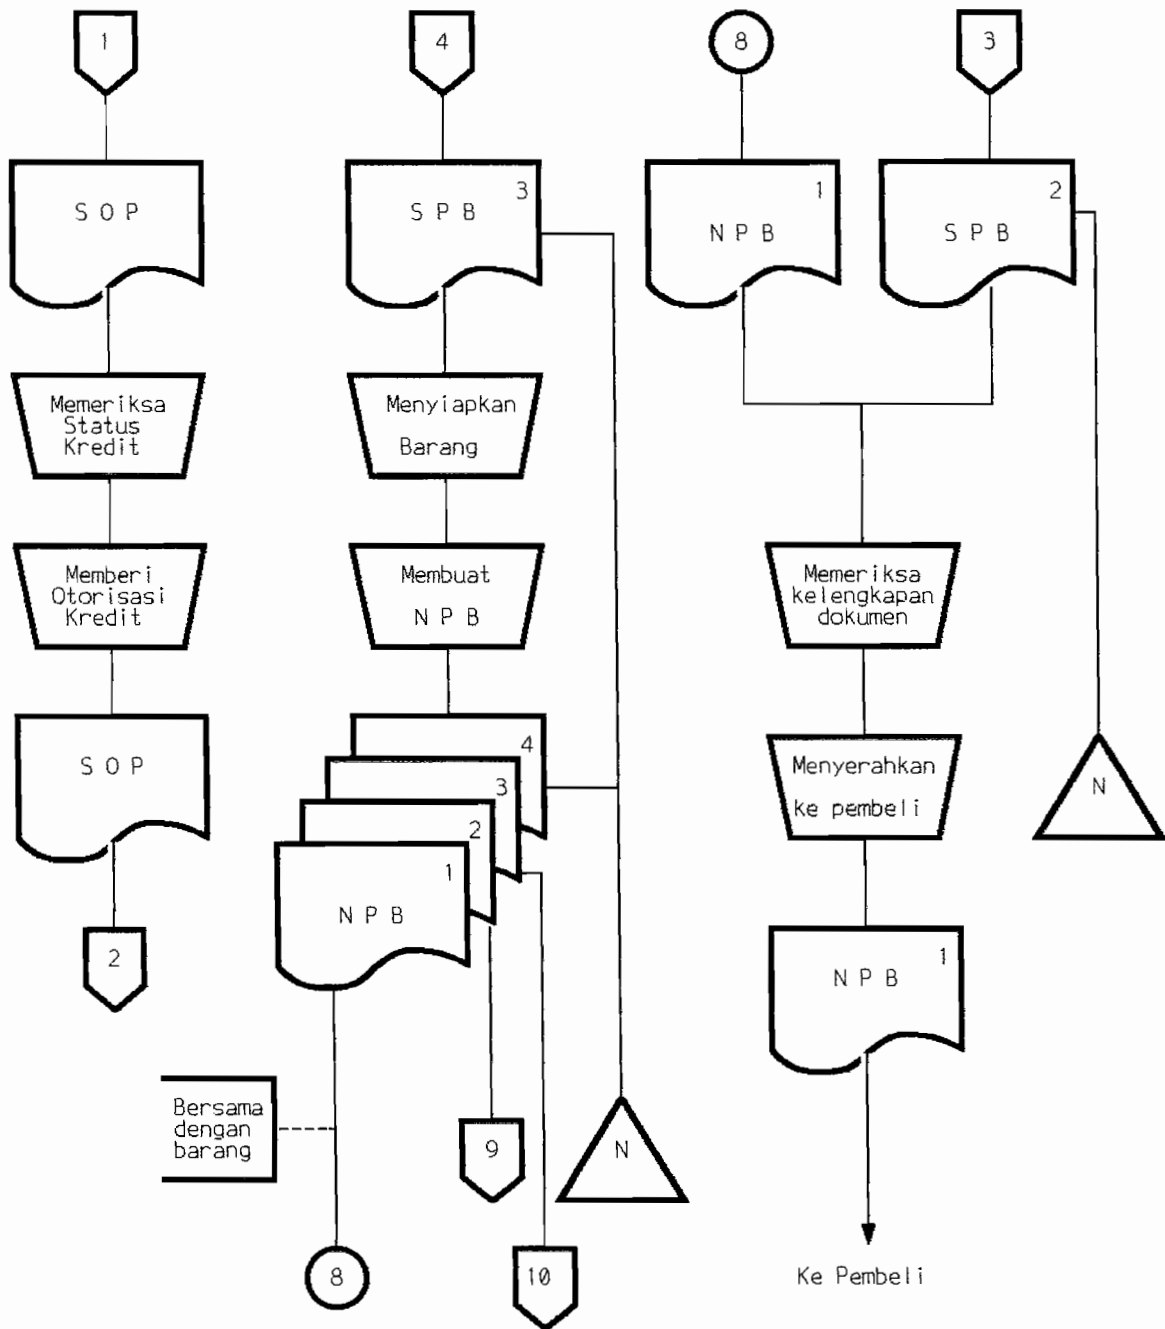 1
S O P
Memeriksa
Status
Kredit
Memberi
Otorisasi
Kredit
S O P
2
4
3
S P B
Menyiapkan
Barang
Membuat
N P B
4
3
2
1
N P B
Bersama
dengan
barang
8
9
10
N
8
1
N P B
3
2
S P B
Memeriksa
kelengkapan
dokumen
Menyerahkan
ke pembeli
N
1
N P B
Ke Pembeli